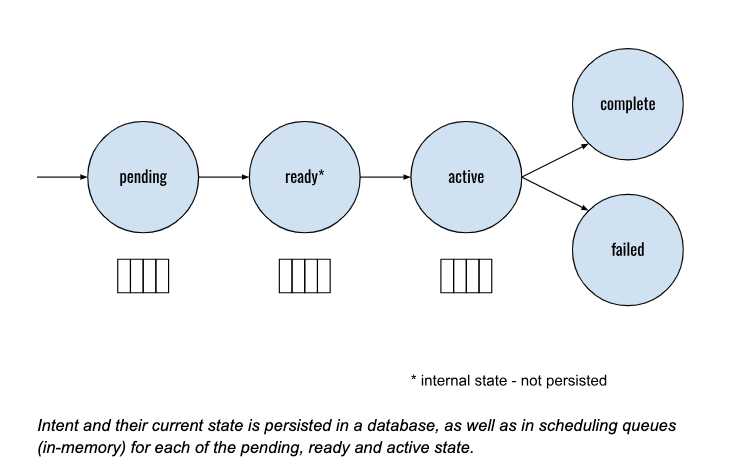 complete
pending
ready*
active
failed
* internal state - not persisted
Intent and their current state is persisted in a database, as well as in scheduling queues
(in-memory) for each of the pending, ready and active state.